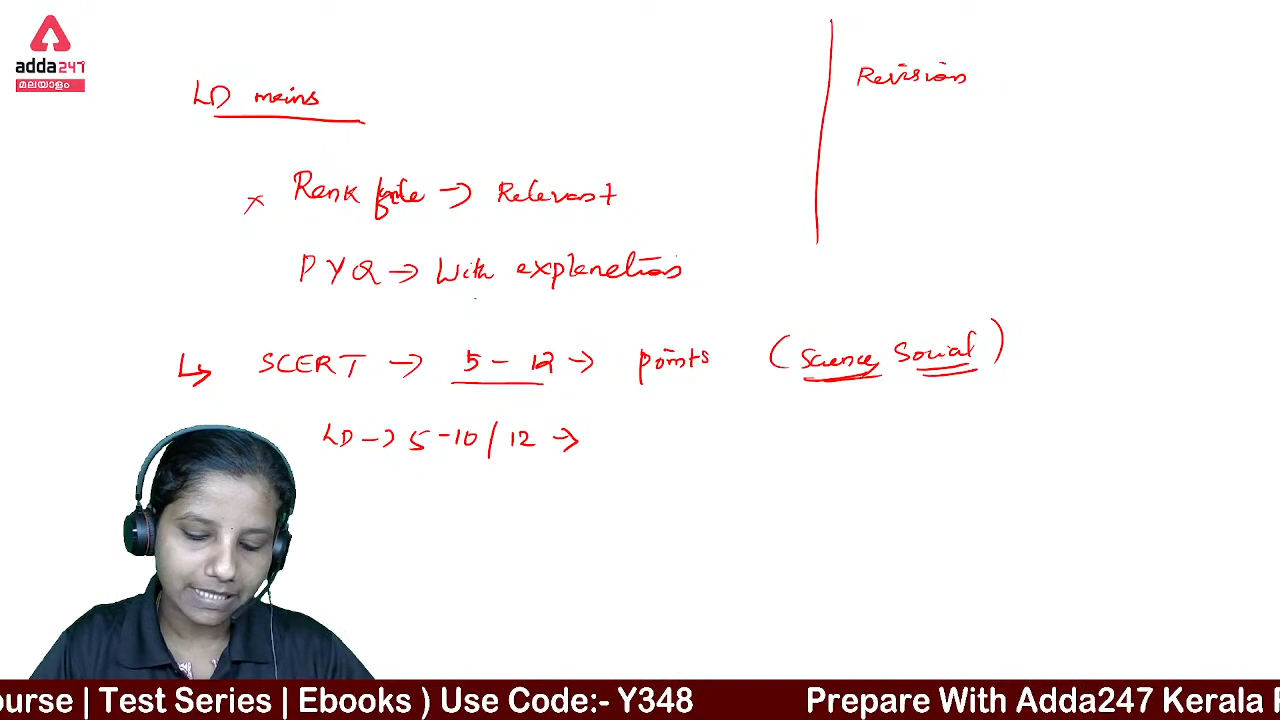 adda247
മലയാളം
LD mains
Revision
x Rank file → Relevant
PYQ → With explanations
↳ SCERT → 5 - 12 → points (Science, Social)
LD → 5-10/12 →
ourse | Test Series | Ebooks ) Use Code:- Y348 Prepare With Adda247 Kerala